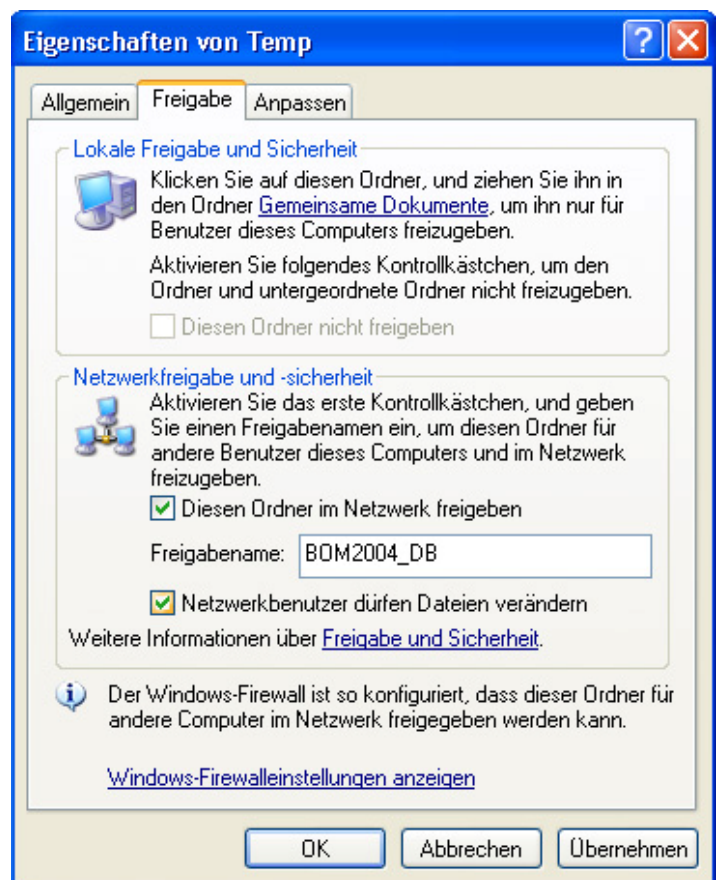 Eigenschaften von Temp
Allgemein Freigabe Anpassen
Lokale Freigabe und Sicherheit
Klicken Sie auf diesen Ordner, und ziehen Sie ihn in
den Ordner Gemeinsame Dokumente, um ihn nur für
Benutzer dieses Computers freizugeben.
Aktivieren Sie folgendes Kontrollkästchen, um den
Ordner und untergeordnete Ordner nicht freizugeben.
Diesen Ordner nicht freigeben
Netzwerkfreigabe und -sicherheit
Aktivieren Sie das erste Kontrollkästchen, und geben
Sie einen Freigabenamen ein, um diesen Ordner für
andere Benutzer dieses Computers und im Netzwerk
freizugeben.
Diesen Ordner im Netzwerk freigeben
Freigabename: BOM2004_DB
Netzwerkbenutzer dürfen Dateien verändern
Weitere Informationen über Freigabe und Sicherheit.
Der Windows-Firewall ist so konfiguriert, dass dieser Ordner für
andere Computer im Netzwerk freigegeben werden kann.
Windows-Firewalleinstellungen anzeigen
OK Abbrechen Übernehmen